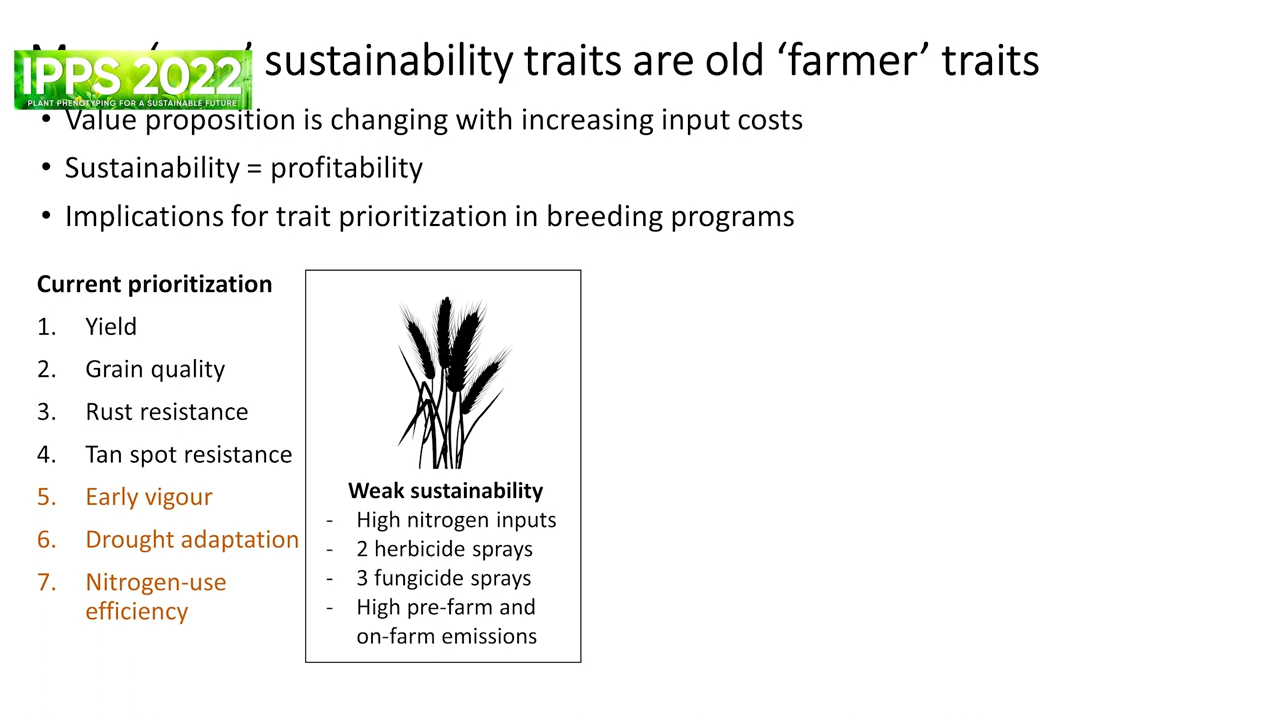 sustainability traits are old ‘farmer’ traits
IPPS 2022
PLANT PHENOTYPING FOR A SUSTAINABLE FUTURE
• Value proposition is changing with increasing input costs
• Sustainability = profitability
• Implications for trait prioritization in breeding programs
Current prioritization
1. Yield
2. Grain quality
3. Rust resistance
4. Tan spot resistance
5. Early vigour
6. Drought adaptation
7. Nitrogen-use
efficiency
Weak sustainability
- High nitrogen inputs
- 2 herbicide sprays
- 3 fungicide sprays
- High pre-farm and
on-farm emissions